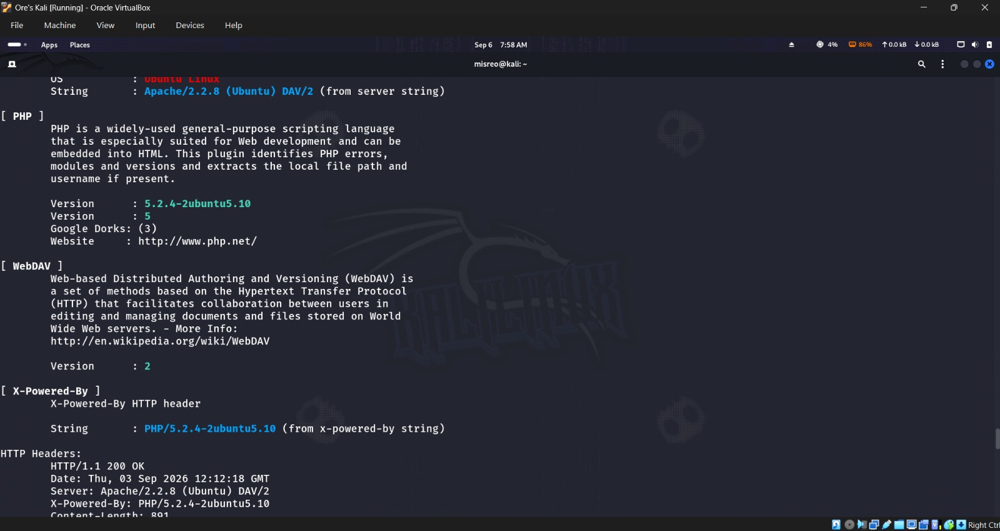 Ore's Kali [Running] - Oracle VirtualBox
File Machine View Input Devices Help
Apps Places Sep 6 7:58 AM 4% 86% ↑0.0 kB ↓0.0 kB
misreo@kali: ~
OS : Ubuntu Linux
String : Apache/2.2.8 (Ubuntu) DAV/2 (from server string)
[ PHP ]
PHP is a widely-used general-purpose scripting language
that is especially suited for Web development and can be
embedded into HTML. This plugin identifies PHP errors,
modules and versions and extracts the local file path and
username if present.
Version : 5.2.4-2ubuntu5.10
Version : 5
Google Dorks: (3)
Website : http://www.php.net/
[ WebDAV ]
Web-based Distributed Authoring and Versioning (WebDAV) is
a set of methods based on the Hypertext Transfer Protocol
(HTTP) that facilitates collaboration between users in
editing and managing documents and files stored on World
Wide Web servers. - More Info:
http://en.wikipedia.org/wiki/WebDAV
Version : 2
[ X-Powered-By ]
X-Powered-By HTTP header
String : PHP/5.2.4-2ubuntu5.10 (from x-powered-by string)
HTTP Headers:
HTTP/1.1 200 OK
Date: Thu, 03 Sep 2026 12:12:18 GMT
Server: Apache/2.2.8 (Ubuntu) DAV/2
X-Powered-By: PHP/5.2.4-2ubuntu5.10
Content-Length: 891
KALI LINUX
Right Ctrl